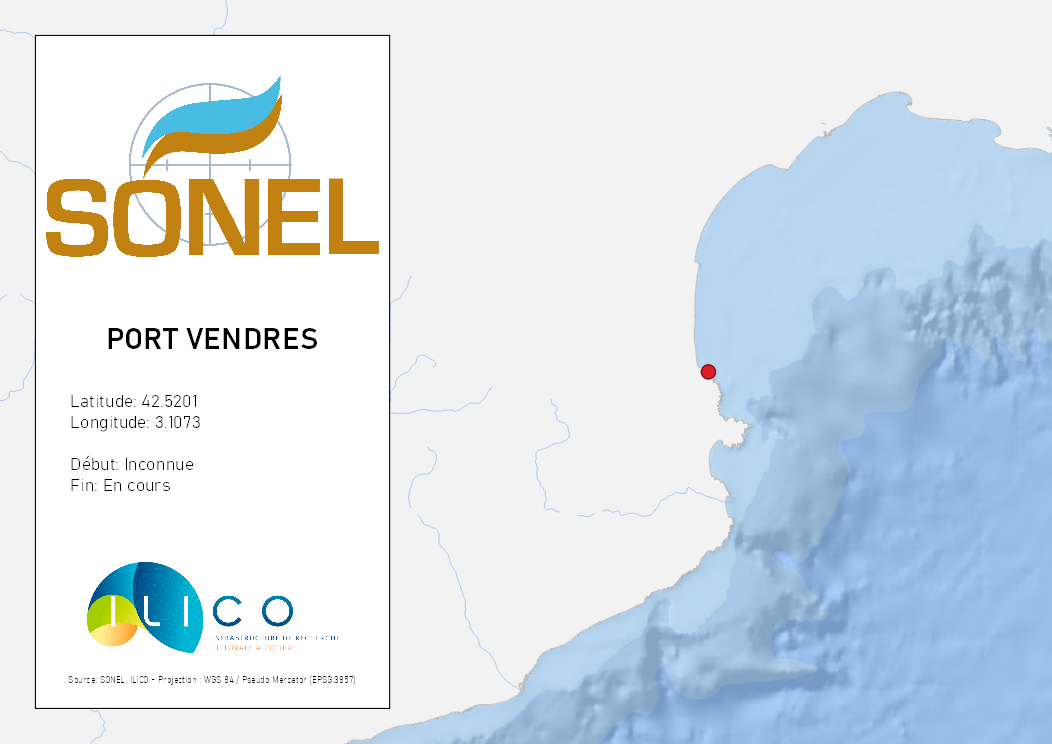 SONEL
PORT VENDRES
Latitude: 42.5201
Longitude: 3.1073
Début: Inconnue
Fin: En cours
ILICO
INFRASTRUCTURE DE RECHERCHE
LITTORALE & CÔTIÈRE
Source: SONEL, ILICO - Projection : WGS 84 / Pseudo Mercator (EPSG:3857)